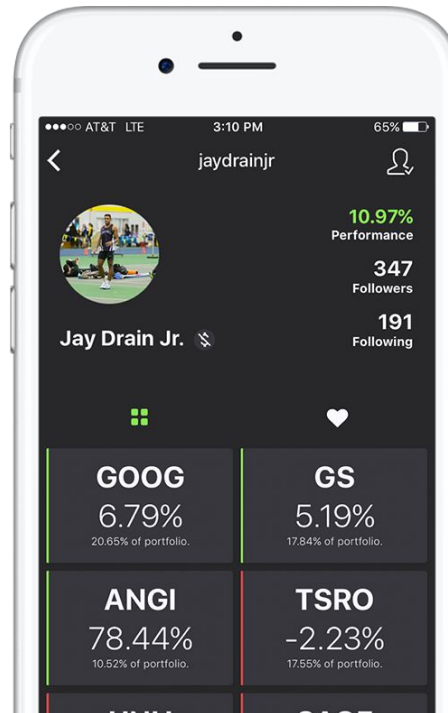 AT&T LTE 3:10 PM 65%
jaydrainjr
10.97%
Performance
347
Followers
191
Following
Jay Drain Jr.
GOOG GS
6.79% 5.19%
20.65% of portfolio. 17.84% of portfolio.
ANGI TSRO
78.44% -2.23%
10.52% of portfolio. 17.55% of portfolio.